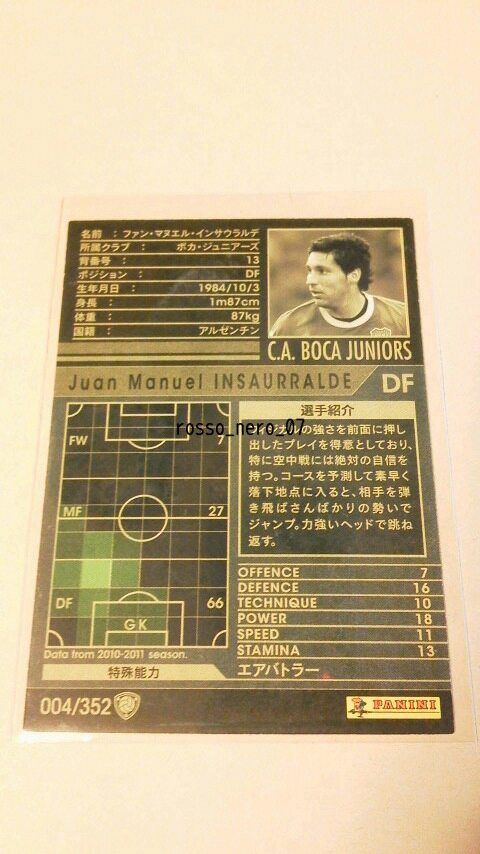 名前 : ファン・マヌエル・インサウラルデ
所属クラブ : ボカ・ジュニアーズ
背番号 : 13
ポジション : DF
生年月日 : 1984/10/3
身長 : 1m87cm
体重 : 87kg
国籍 : アルゼンチン
C.A. BOCA JUNIORS
Juan Manuel INSAURRALDE DF
選手紹介
フィジカルの強さを前面に押し
出したプレイを得意としており、
特に空中戦には絶対の自信を
持つ。コースを予測して素早く
落下地点に入ると、相手を弾
き飛ばさんばかりの勢いで
ジャンプ。力強いヘッドで跳ね
返す。
rosso_nero_07
FW 7
MF 27
DF 66
GK
Data from 2010-2011 season.
OFFENCE 7
DEFENCE 16
TECHNIQUE 10
POWER 18
SPEED 11
STAMINA 13
特殊能力 エアバトラー
004/352
PANINI